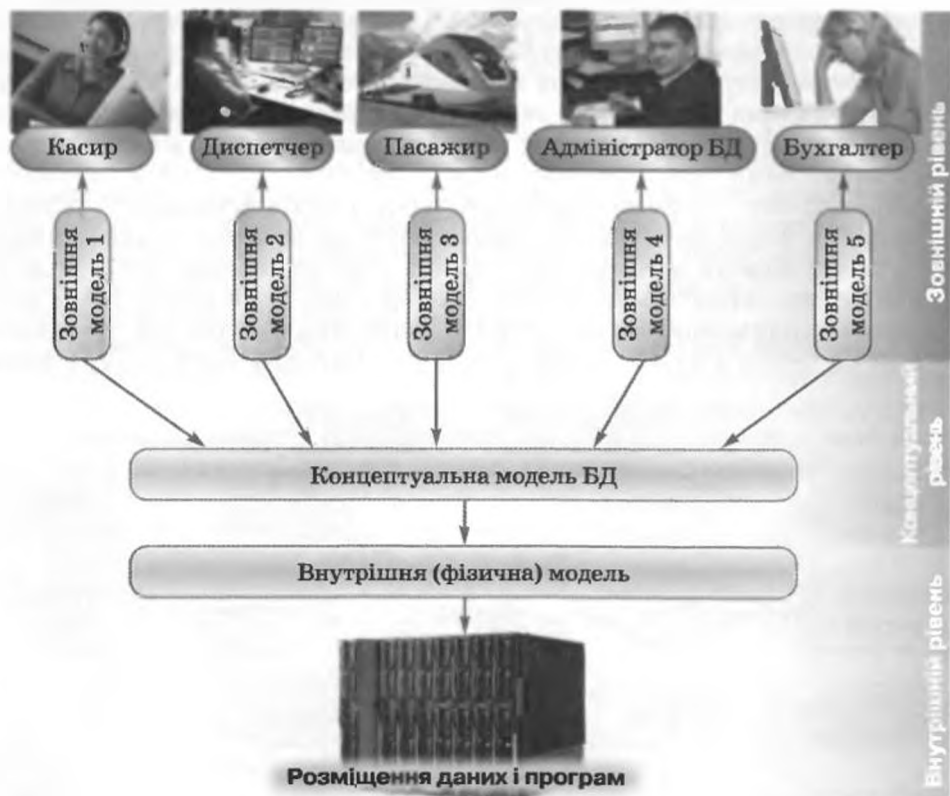 Касир
Диспетчер
Пасажир
Адміністратор БД
Бухгалтер
Зовнішня
модель 1
Зовнішня
модель 2
Зовнішня
модель 3
Зовнішня
модель 4
Зовнішня
модель 5
Зовнішній рівень
Концептуальна модель БД
Концептуальний
рівень
Внутрішня (фізична) модель
Внутрішній рівень
Розміщення даних і програм